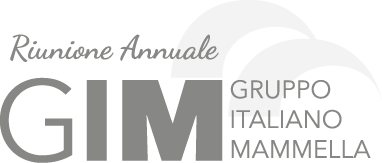 Riunione Annuale
GIM
GRUPPO
ITALIANO
MAMMELLA